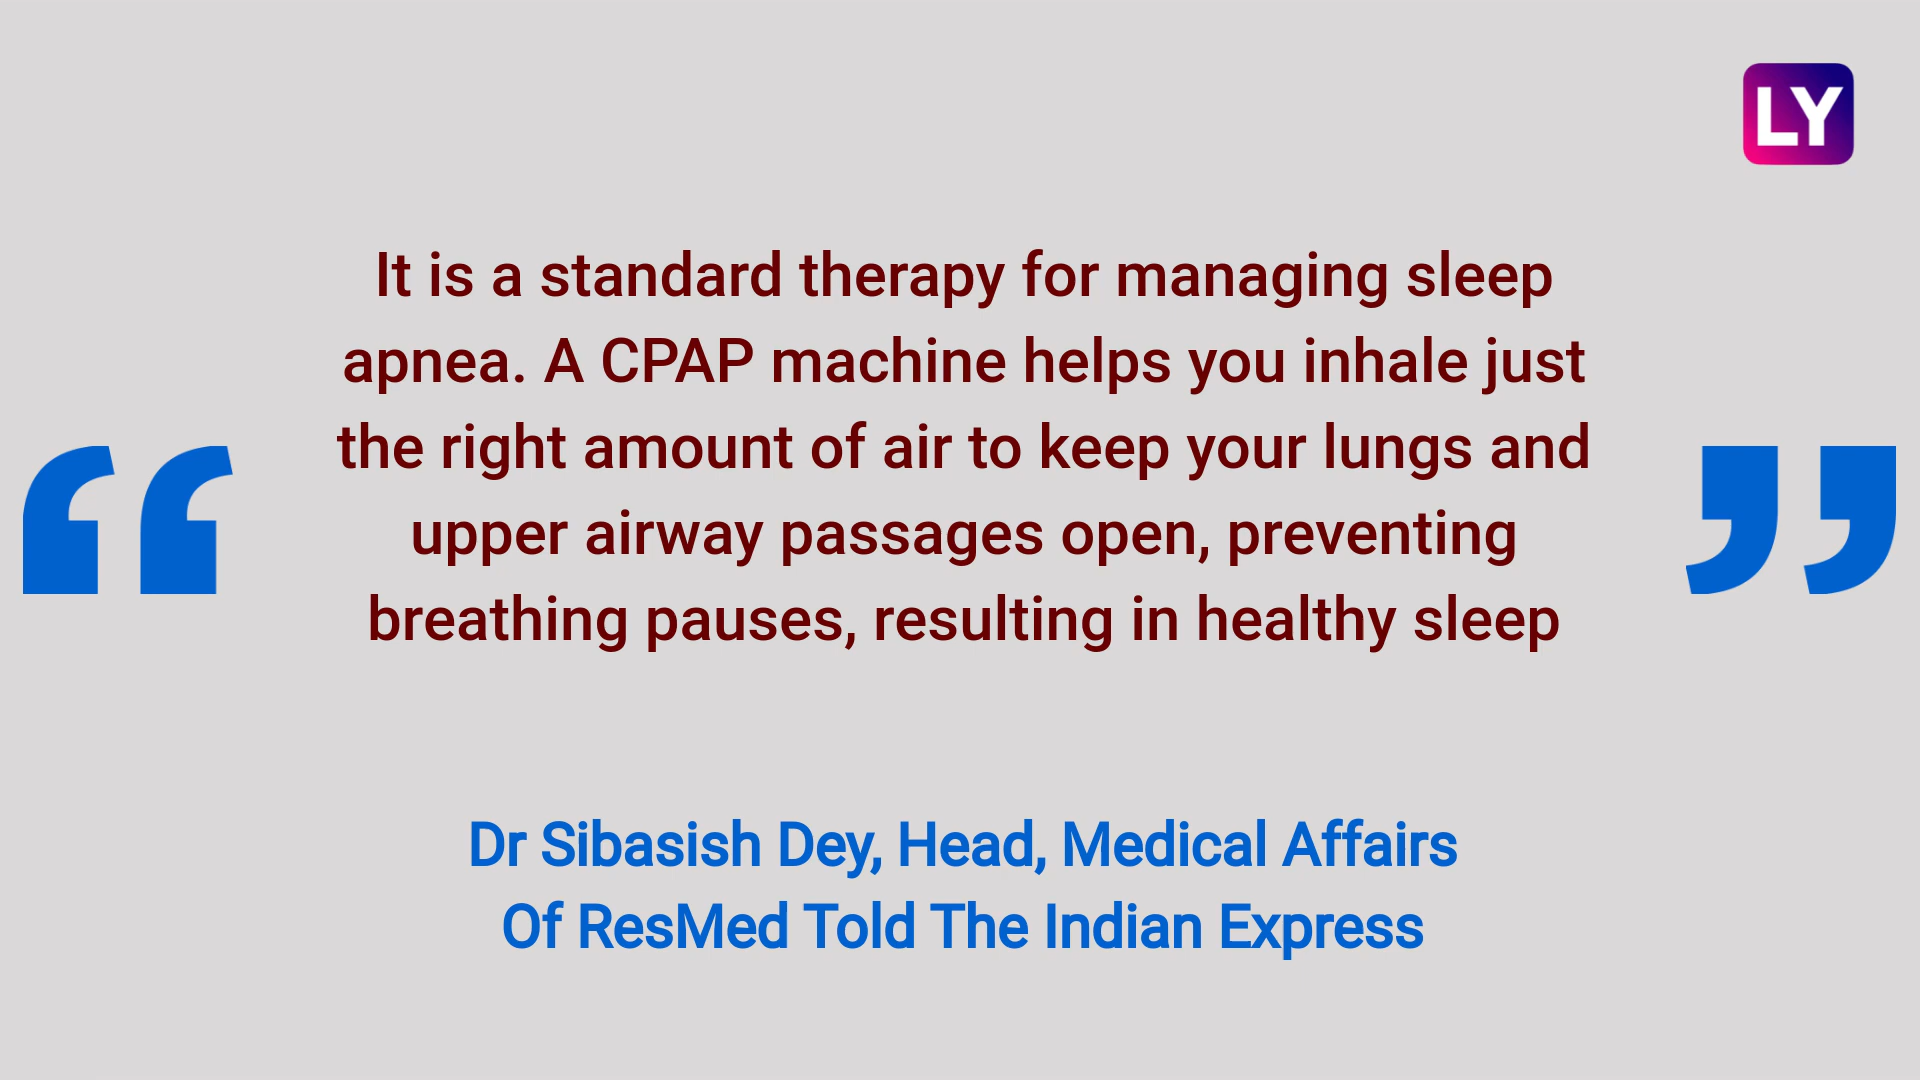 LY
It is a standard therapy for managing sleep
apnea. A CPAP machine helps you inhale just
“ the right amount of air to keep your lungs and
upper airway passages open, preventing ”
breathing pauses, resulting in healthy sleep
Dr Sibasish Dey, Head, Medical Affairs
Of ResMed Told The Indian Express